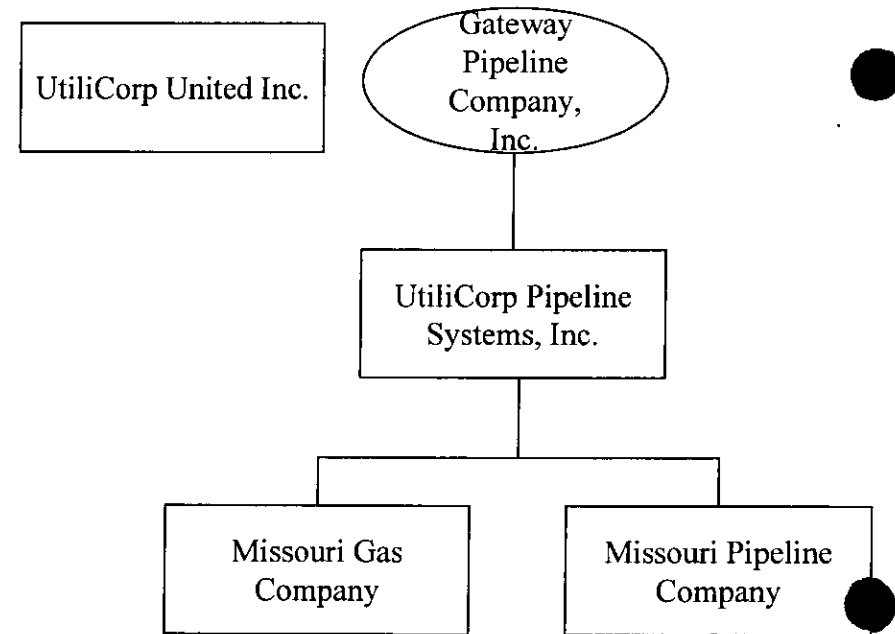 UtiliCorp United Inc.
Gateway
Pipeline
Company,
Inc.
UtiliCorp Pipeline
Systems, Inc.
Missouri Gas
Company
Missouri Pipeline
Company